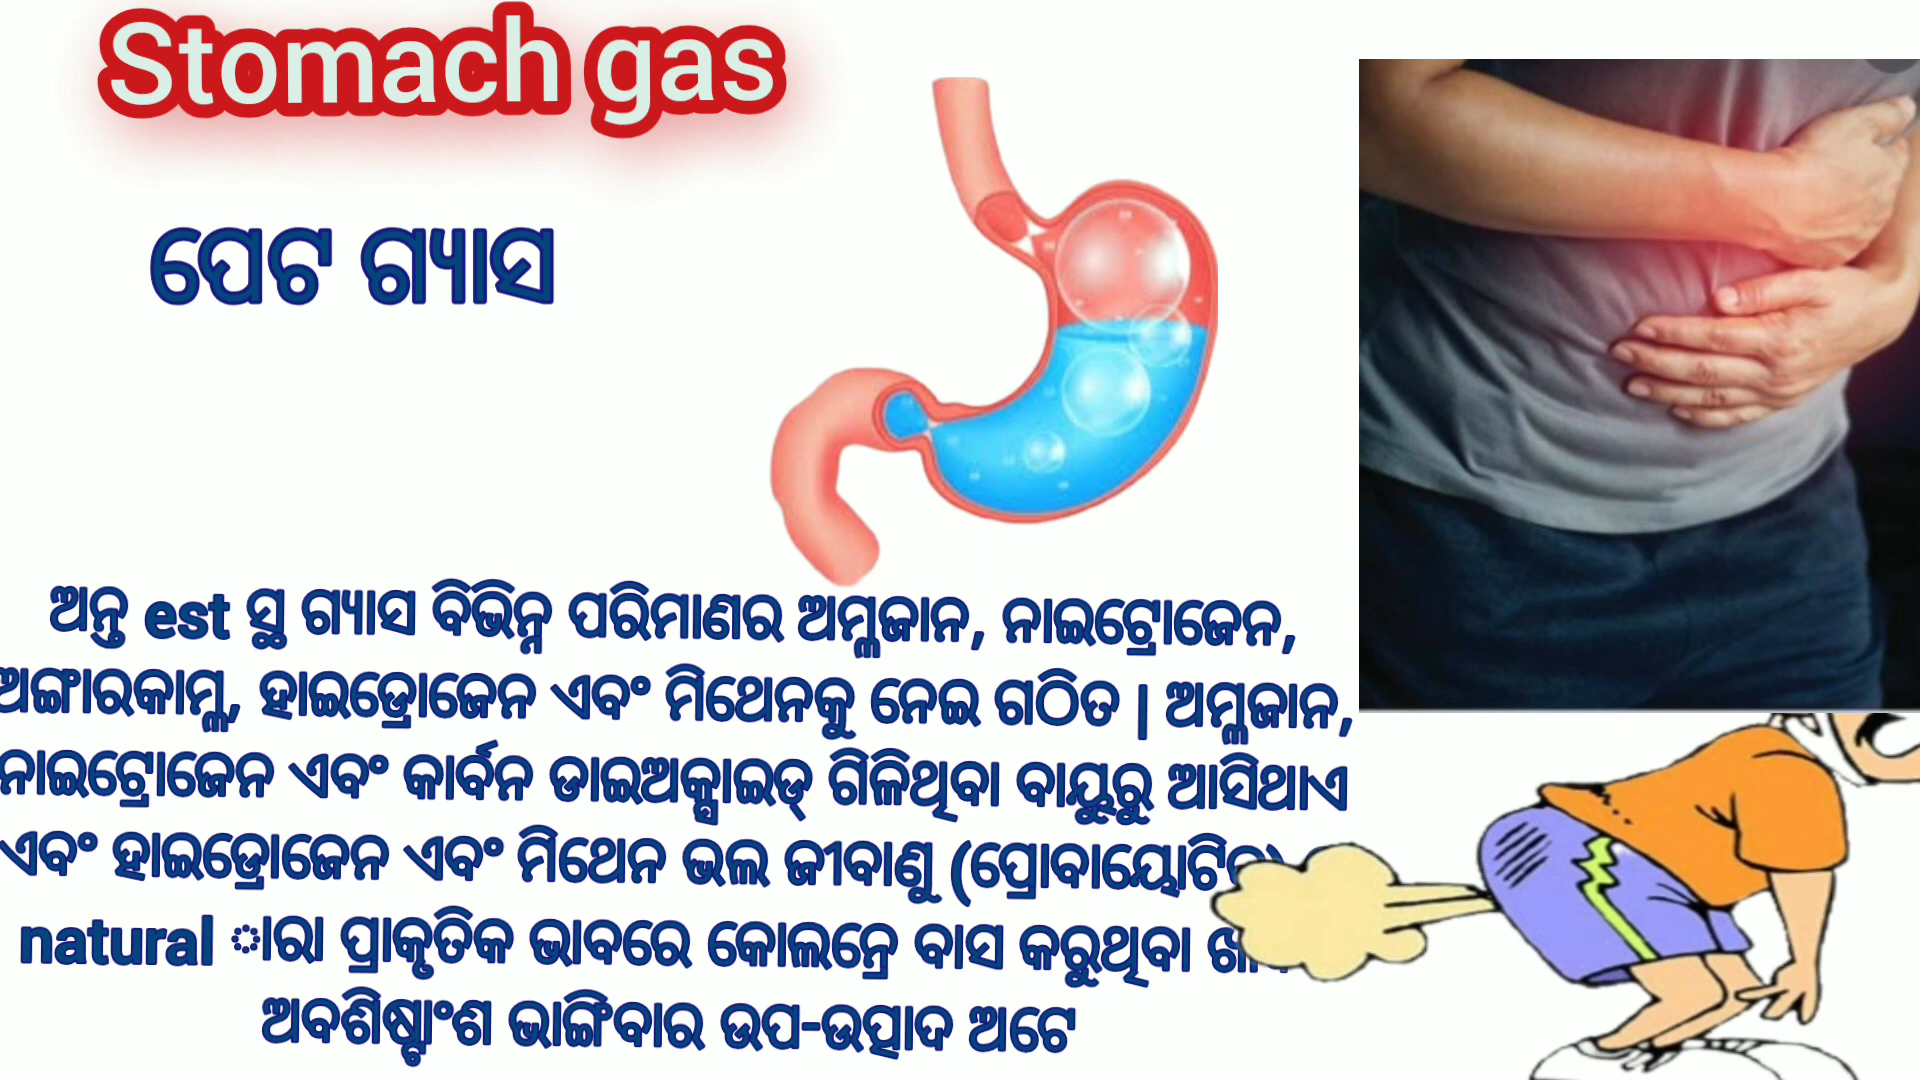 Stomach gas
ପେଟ ଗ୍ୟାସ
ଅନ୍ତ est ସ୍ଥ ଗ୍ୟାସ ବିଭିନ୍ନ ପରିମାଣର ଅମ୍ଳଜାନ, ନାଇଟ୍ରୋଜେନ,
ଅଙ୍ଗାରକାମ୍ଳ, ହାଇଡ୍ରୋଜେନ ଏବଂ ମିଥେନକୁ ନେଇ ଗଠିତ | ଅମ୍ଳଜାନ,
ନାଇଟ୍ରୋଜେନ ଏବଂ କାର୍ବନ ଡାଇଅକ୍ସାଇଡ୍ ଗିଳିଥିବା ବାୟୁରୁ ଆସିଥାଏ
ଏବଂ ହାଇଡ୍ରୋଜେନ ଏବଂ ମିଥେନ ଭଲ ଜୀବାଣୁ
natural ାରା ପ୍ରାକୃତିକ ଭାବରେ କୋଲନ୍ରେ ବାସ କରୁଥିବା
ଅବଶିଷ୍ଟାଂଶ ଭାଙ୍ଗିବାର ଉପ-ଉତ୍ପାଦ ଅଟେ